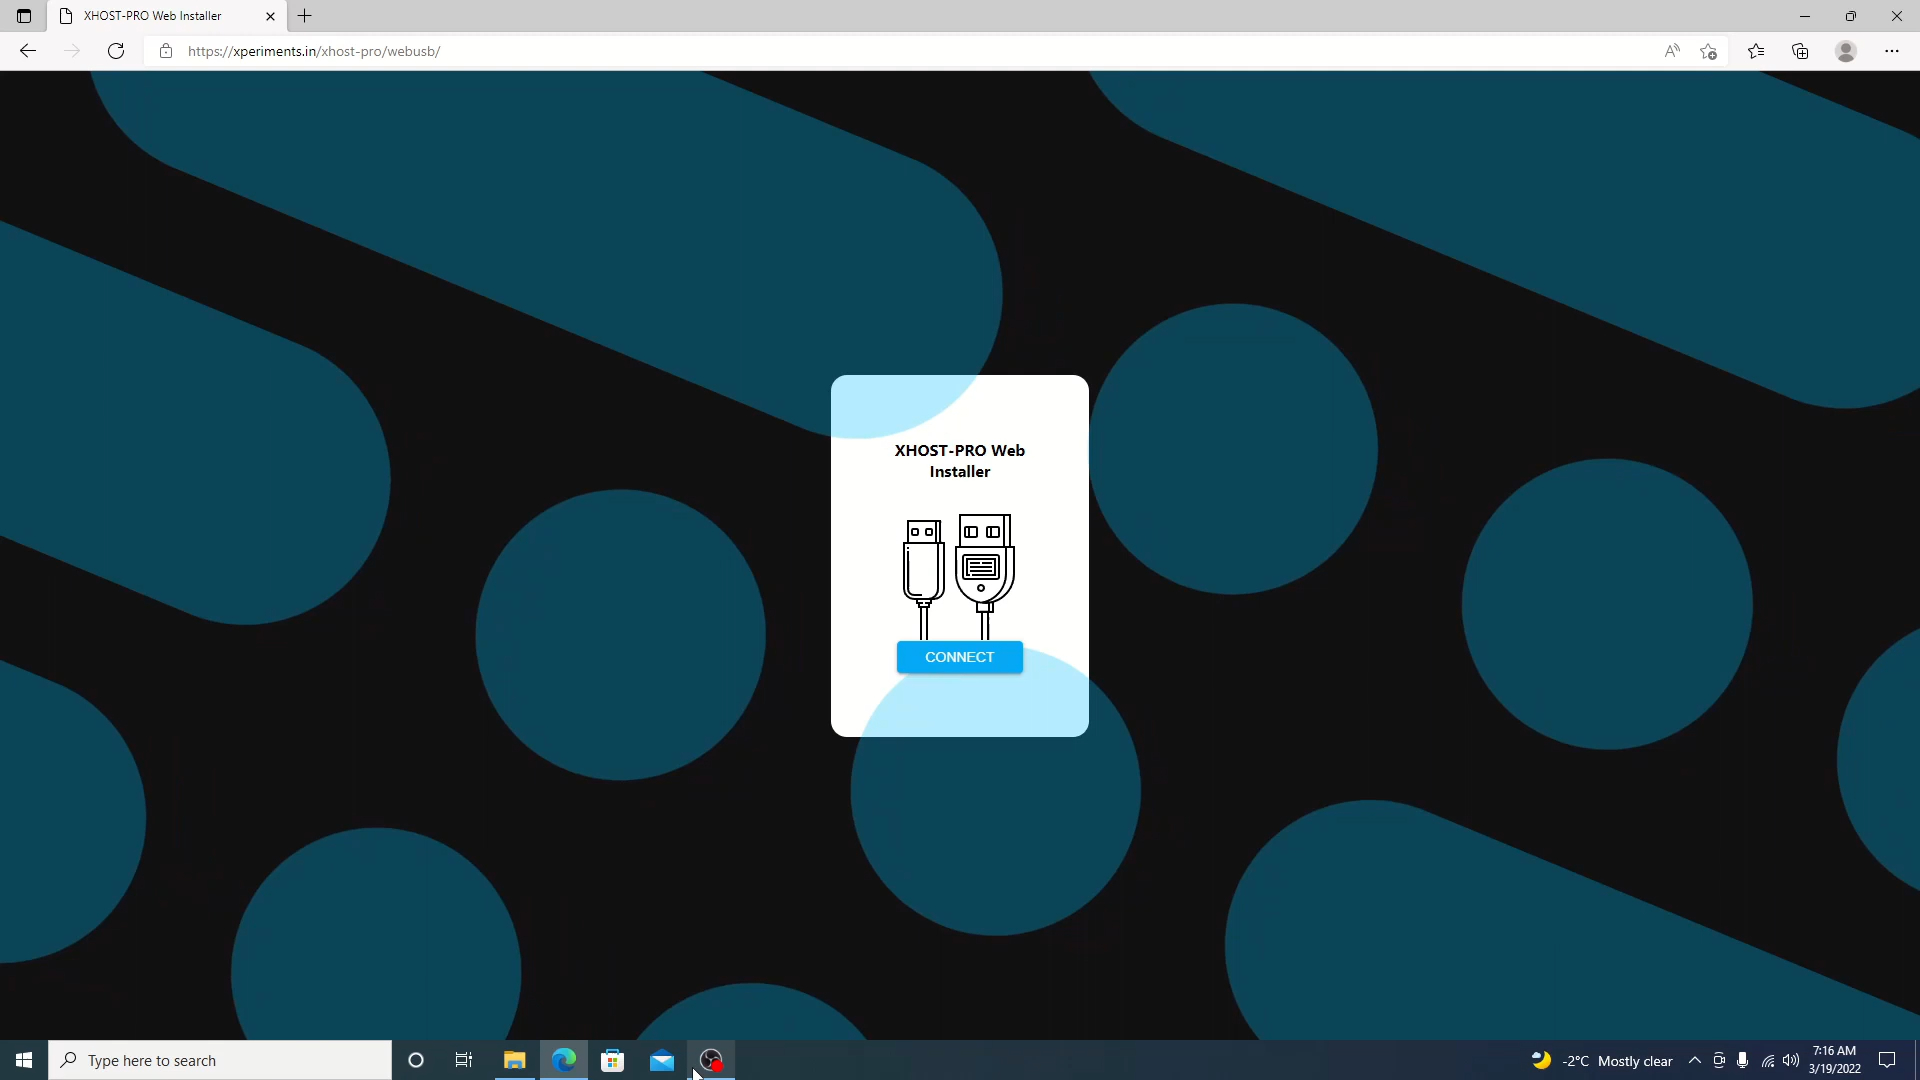 XHOST-PRO Web Installer
https://xperiments.in/xhost-pro/webusb/
XHOST-PRO Web
Installer
CONNECT
Type here to search
-2°C Mostly clear
7:16 AM
3/19/2022